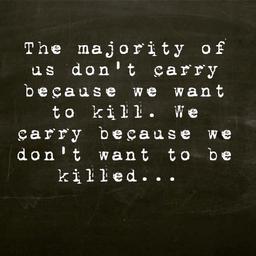 The majority of
us don't carry
because we want
to kill. We
carry because we
don't want to be
killed...